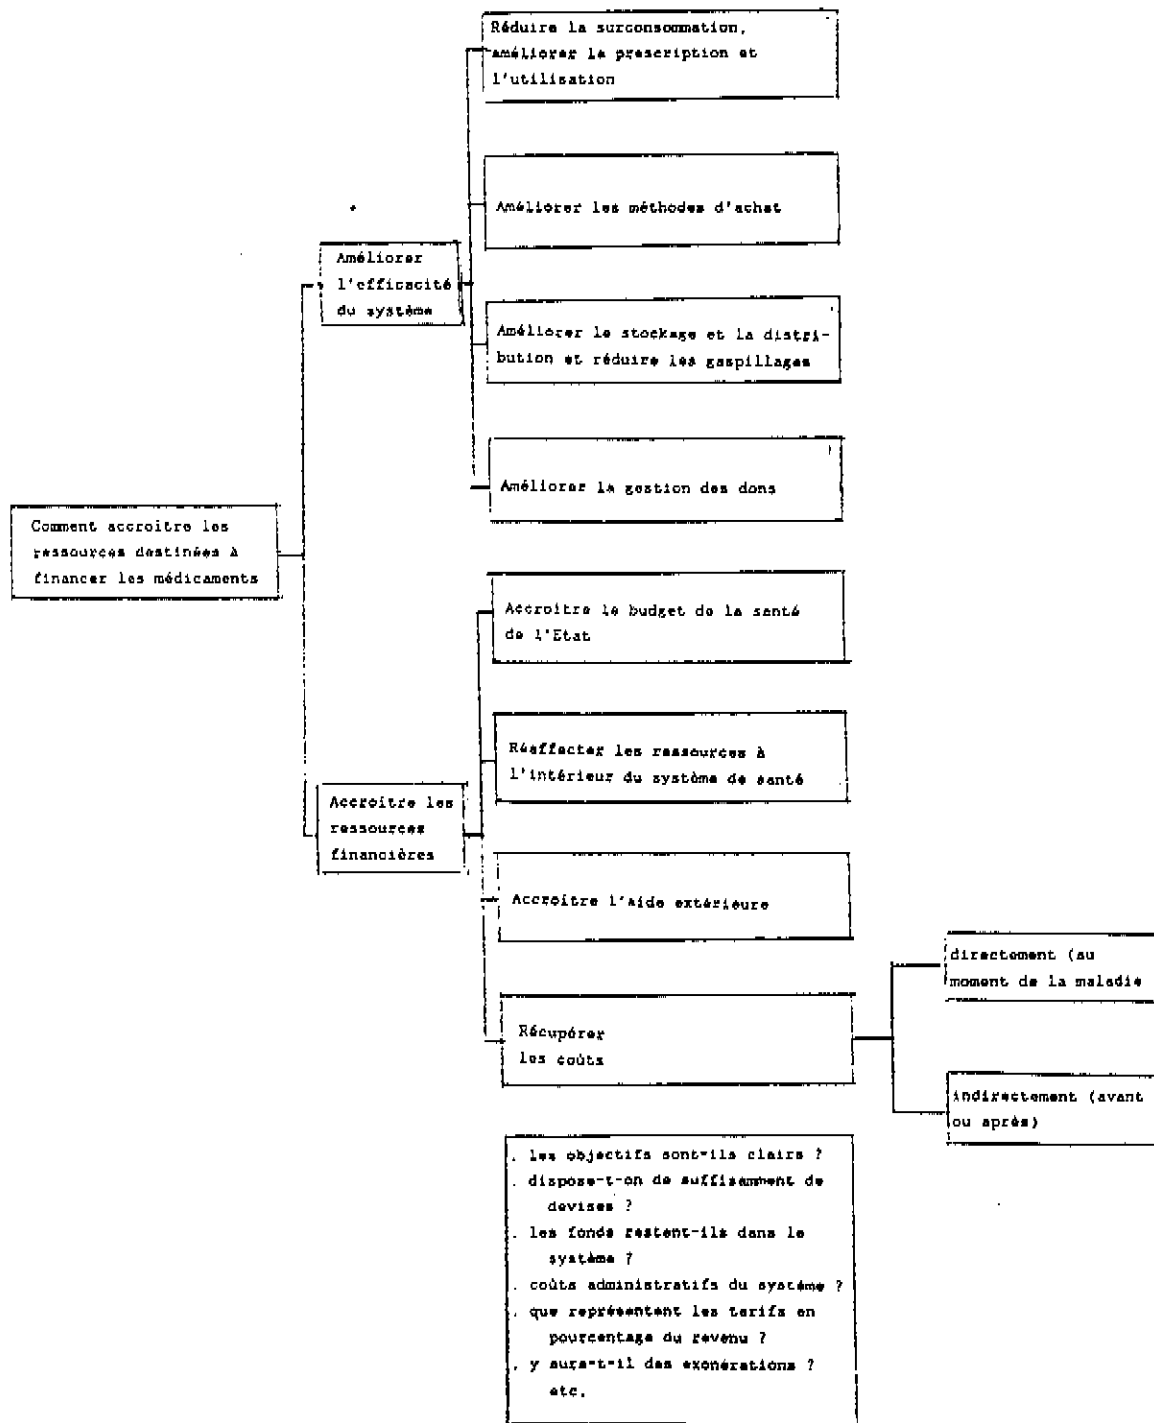 Réduire la surconsommation,
améliorer la prescription et
l'utilisation
Améliorer les méthodes d'achat
Améliorer
l'efficacité
du système
Améliorer le stockage et la distri-
bution et réduire les gaspillages
Améliorer la gestion des dons
Comment accroitre les
ressources destinées à
financer les médicaments
Accroitre le budget de la santé
de l'Etat
Réaffecter les ressources à
l'intérieur du système de santé
Accroitre les
ressources
financières
Accroitre l'aide extérieure
Récupérer
les coûts
directement (au
moment de la maladie
indirectement (avant
ou après)
. les objectifs sont-ils clairs ?
. dispose-t-on de suffisamment de
devises ?
. les fonds restent-ils dans le
système ?
. coûts administratifs du système ?
. que représentent les tarifs en
pourcentage du revenu ?
. y aura-t-il des exonérations ?
etc.